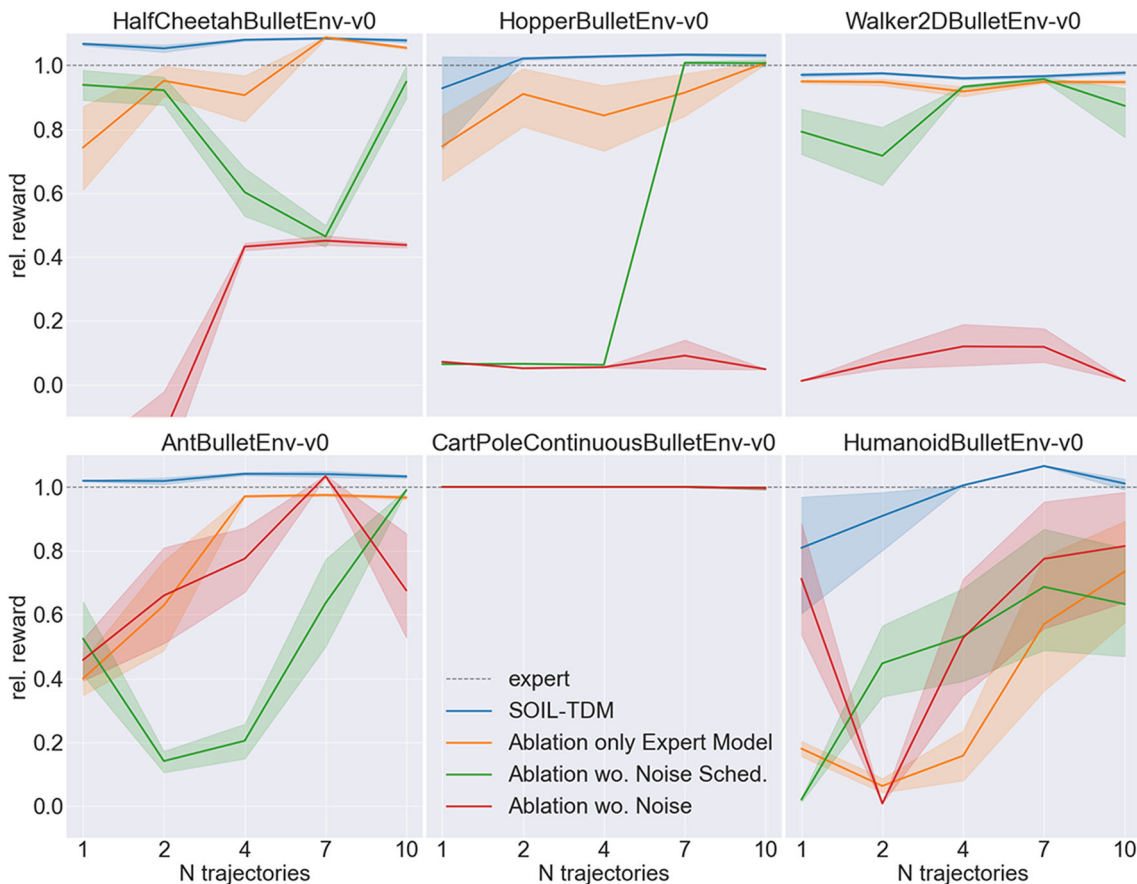 HalfCheetahBulletEnv-v0
HopperBulletEnv-v0
Walker2DBulletEnv-v0
rel. reward
1.0
0.8
0.6
0.4
0.2
0.0
AntBulletEnv-v0
CartPoleContinuousBulletEnv-v0
HumanoidBulletEnv-v0
rel. reward
1.0
0.8
0.6
0.4
0.2
0.0
expert
SOIL-TDM
Ablation only Expert Model
Ablation wo. Noise Sched.
Ablation wo. Noise
1 2 4 7 10
1 2 4 7 10
1 2 4 7 10
N trajectories
N trajectories
N trajectories